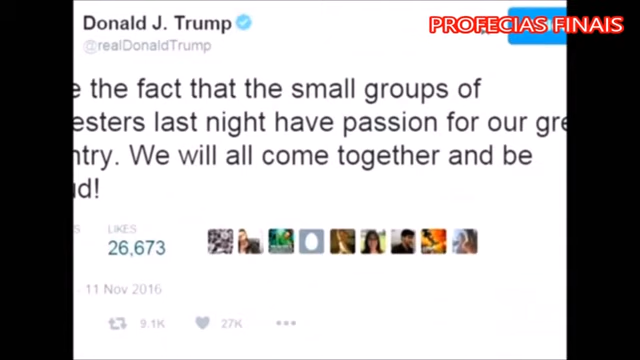 Donald J. Trump
PROFECIAS FINAIS
@realDonaldTrump
e the fact that the small groups of
esters last night have passion for our gre
ntry. We will all come together and be
ud!
S LIKES
26,673
- 11 Nov 2016
9.1K 27K